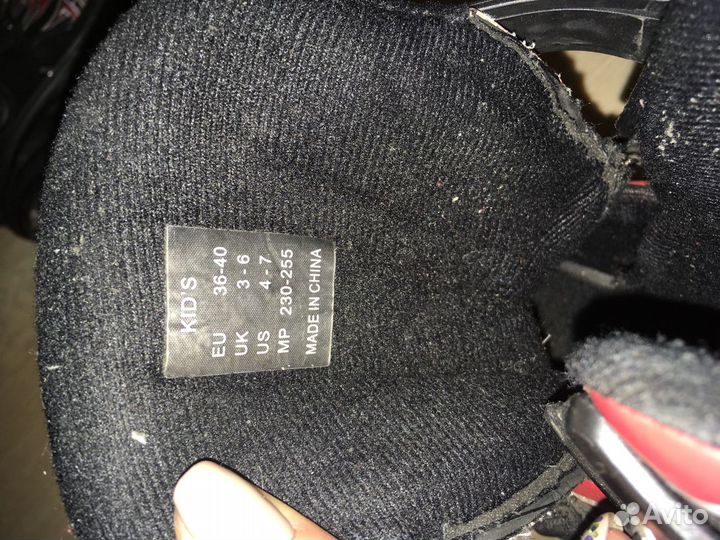 KID'S
EU 36-40
UK 3 - 6
US 4 - 7
MP 230-255
MADE IN CHINA
Avito